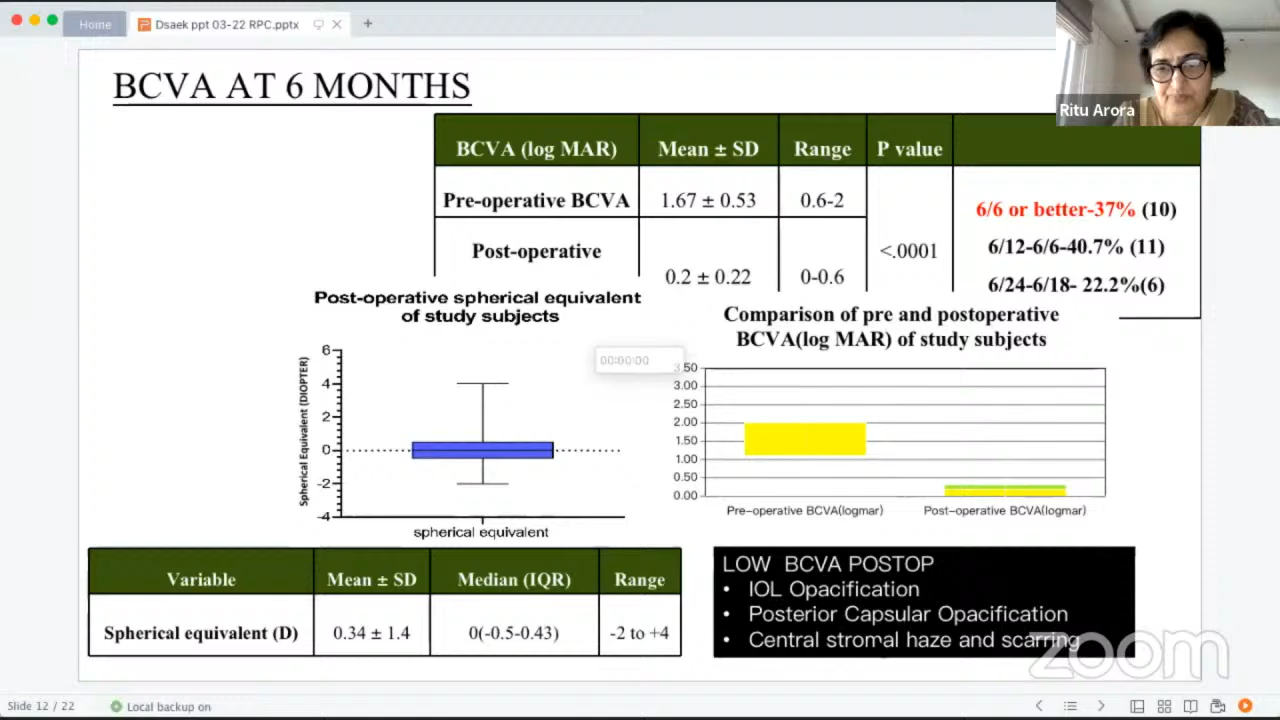 Home
Dsaek ppt 03-22 RPC.pptx
Ritu Arora
BCVA AT 6 MONTHS
BCVA (log MAR) Mean ± SD Range P value
Pre-operative BCVA 1.67 ± 0.53 0.6-2
Post-operative 0.2 ± 0.22 0-0.6
<.0001
6/6 or better-37% (10)
6/12-6/6-40.7% (11)
6/24-6/18- 22.2%(6)
Post-operative spherical equivalent
of study subjects
Spherical Equivalent (DIOPTER)
6
4
2
0
-2
-4
spherical equivalent
00:00:00
Comparison of pre and postoperative
BCVA(log MAR) of study subjects
3.50
3.00
2.50
2.00
1.50
1.00
0.50
0.00
Pre-operative BCVA(logmar) Post-operative BCVA(logmar)
Variable Mean ± SD Median (IQR) Range
Spherical equivalent (D) 0.34 ± 1.4 0(-0.5-0.43) -2 to +4
LOW BCVA POSTOP
• IOL Opacification
• Posterior Capsular Opacification
• Central stromal haze and scarring
zoom
Slide 12 / 22 Local backup on